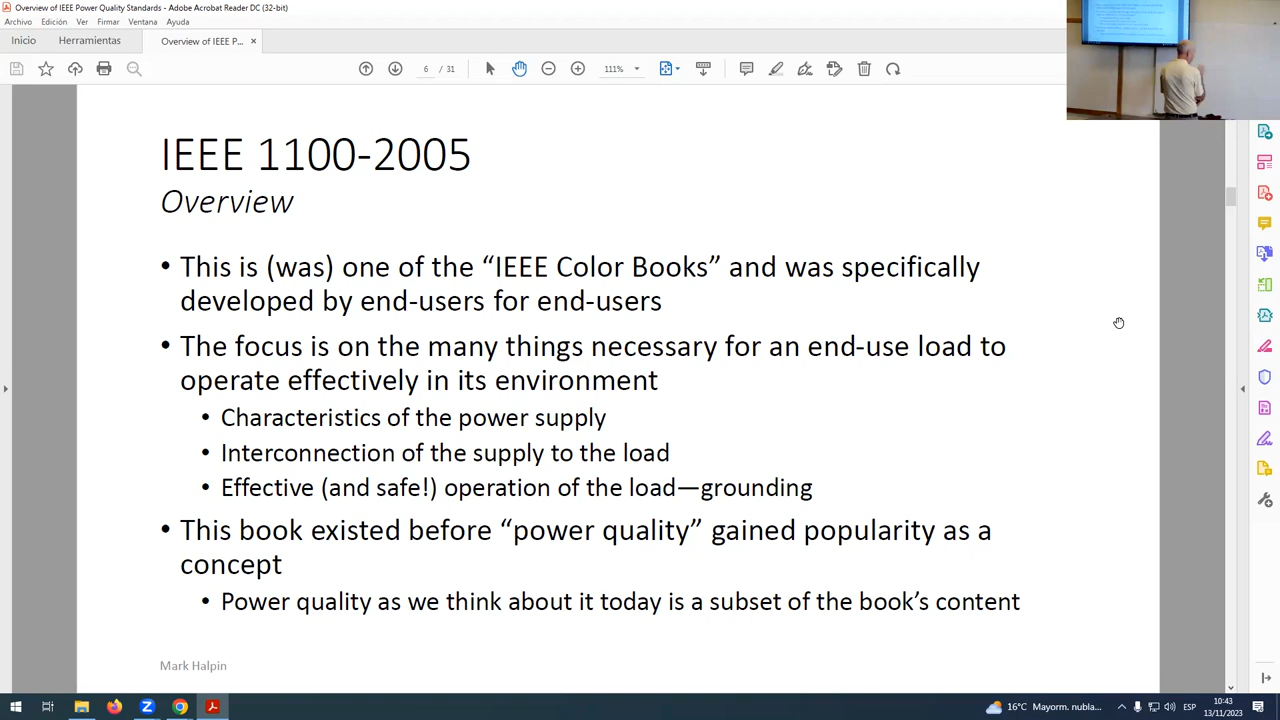 Overview of IEEE Power Quality Standards - Adobe Acrobat Reader DC (32-bit)
Archivo Edición Ver Firmar Ventana Ayuda
Inicio Herramientas Overview of IEEE P... ×
6 / 31 111%
IEEE 1100-2005
Overview
• This is (was) one of the “IEEE Color Books” and was specifically
developed by end-users for end-users
• The focus is on the many things necessary for an end-use load to
operate effectively in its environment
• Characteristics of the power supply
• Interconnection of the supply to the load
• Effective (and safe!) operation of the load—grounding
• This book existed before “power quality” gained popularity as a
concept
• Power quality as we think about it today is a subset of the book’s content
Mark Halpin
16°C Mayorm. nubla... ESP 10:43
13/11/2023